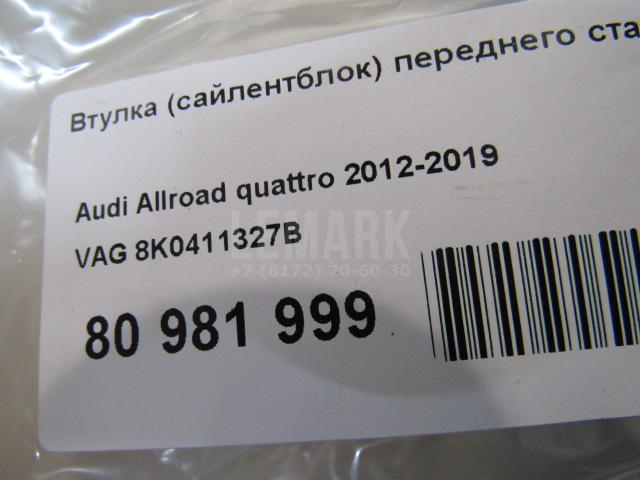 Втулка (сайлентблок) переднего ста
Audi Allroad quattro 2012-2019
LEMARK
VAG 8K0411327B
+7 (8172) 70-60-30
80 981 999